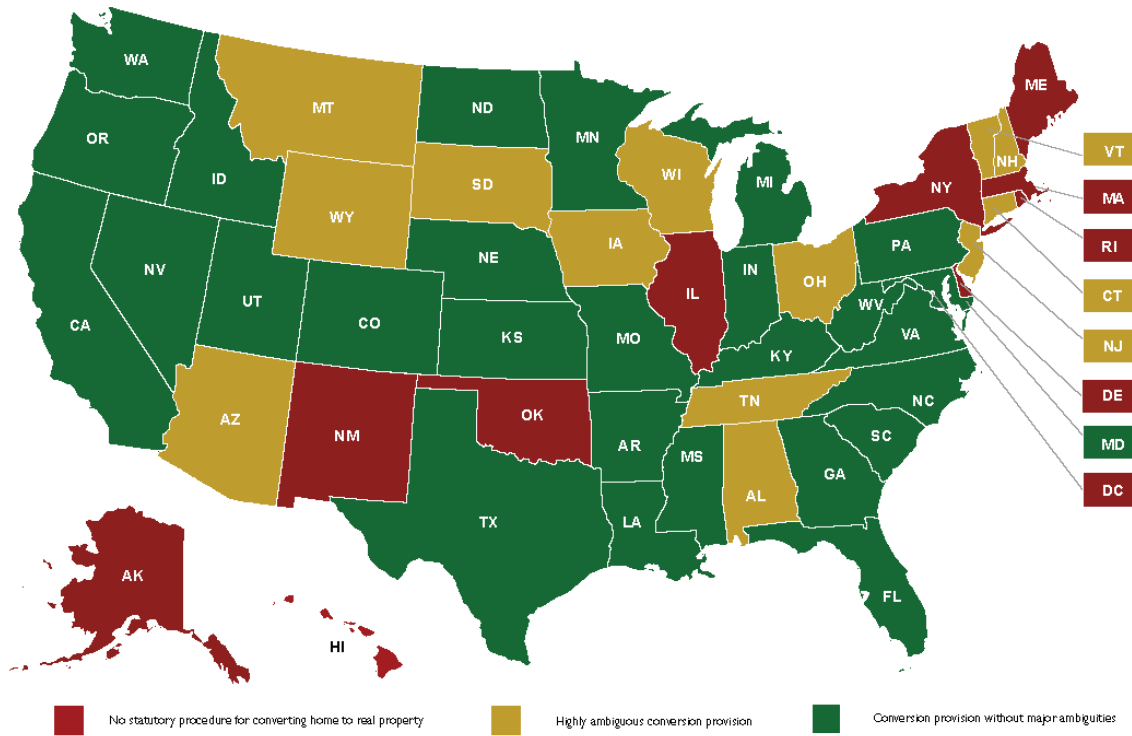 WA
OR
CA
NV
ID
MT
WY
UT
CO
AZ
NM
ND
SD
NE
KS
OK
TX
MN
IA
MO
AR
LA
WI
IL
MS
MI
IN
KY
TN
AL
OH
WV
VA
NC
SC
GA
FL
PA
NY
NH
ME
VT
MA
RI
CT
NJ
DE
MD
DC
AK
HI
No statutory procedure for converting home to real property
Highly ambiguous conversion provision
Conversion provision without major ambiguities